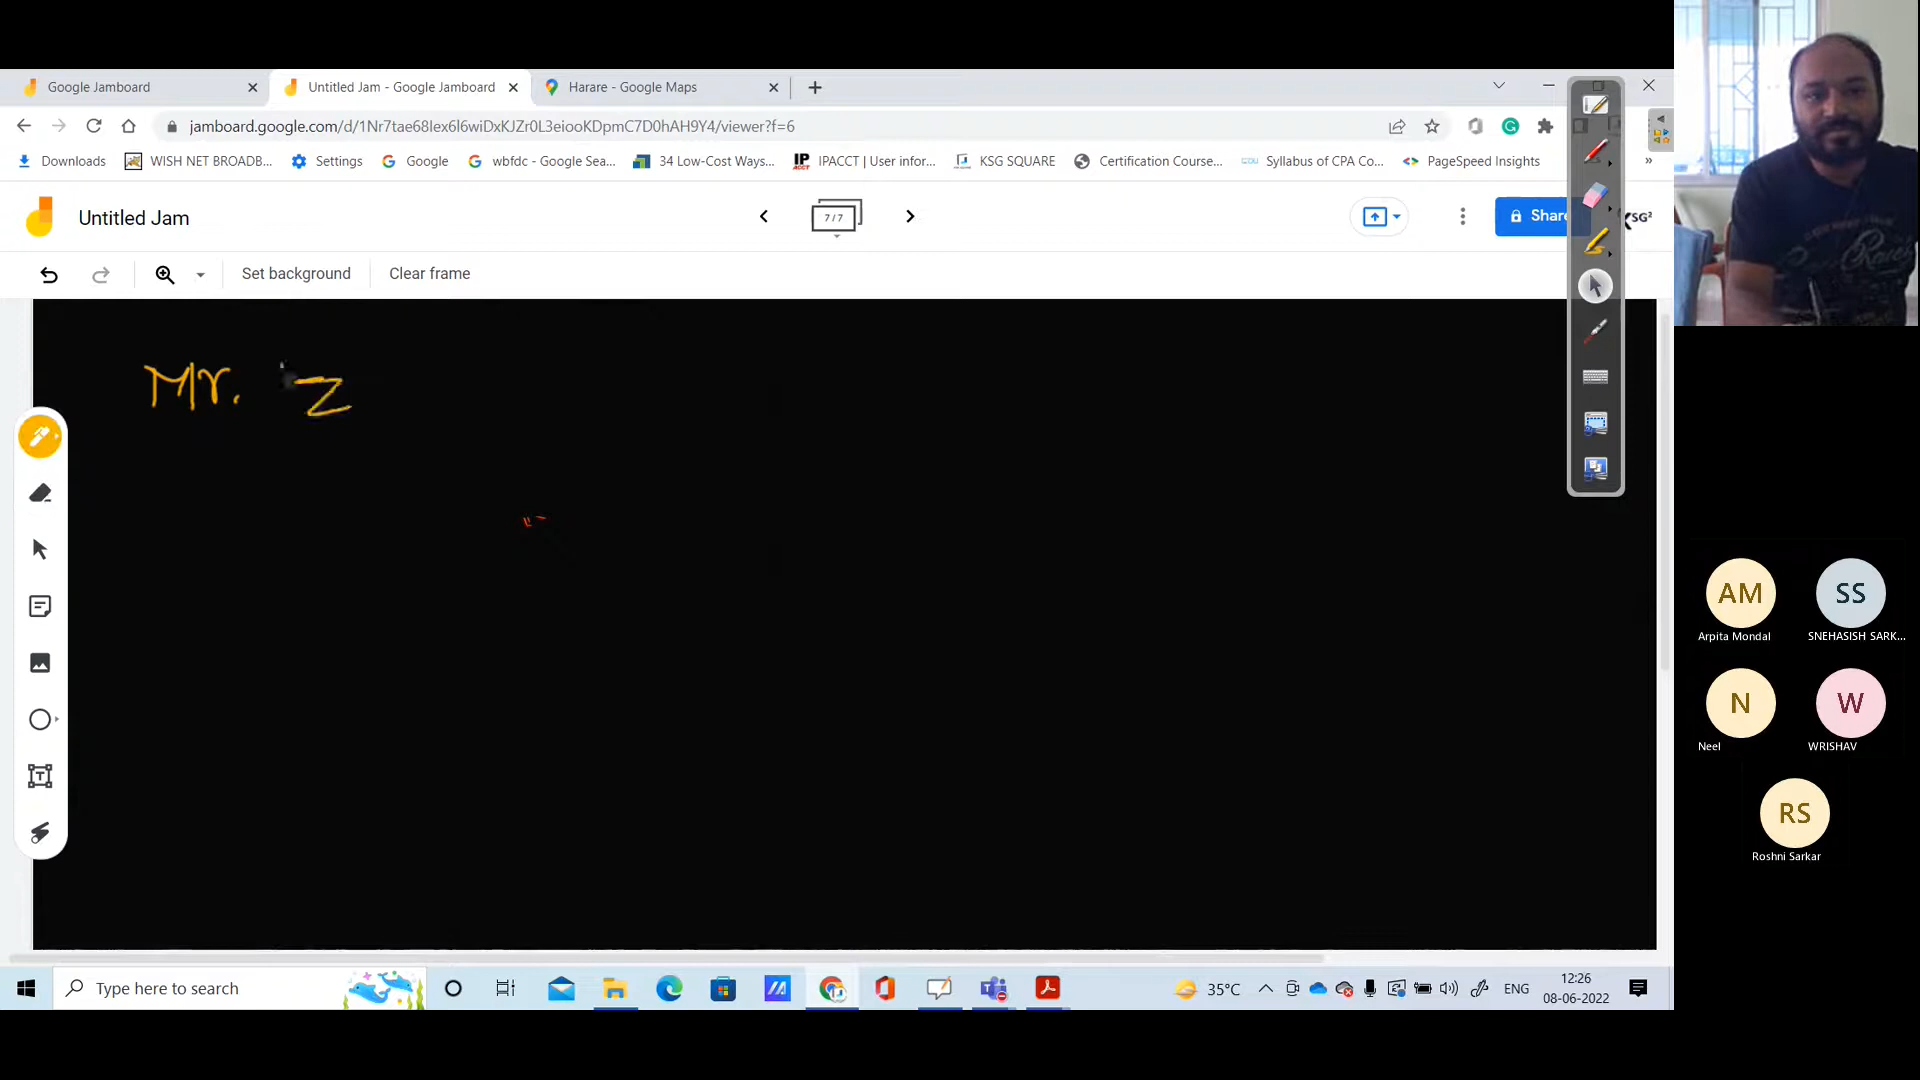 Google Jamboard
Untitled Jam - Google Jamboard
Harare - Google Maps
jamboard.google.com/d/1Nr7tae68lex6l6wiDxKJZr0L3eiooKDpmC7D0hAH9Y4/viewer?f=6
Downloads
WISH NET BROADB...
Settings
Google
wbfdc - Google Sea...
34 Low-Cost Ways...
IPACCT | User infor...
KSG SQUARE
Certification Course...
Syllabus of CPA Co...
PageSpeed Insights
»
Untitled Jam
7/7
Share
KSG²
Set background
Clear frame
Mr. Z
AM
Arpita Mondal
SS
SNEHASISH SARK...
N
Neel
W
WRISHAV
RS
Roshni Sarkar
Type here to search
35°C
ENG
12:26
08-06-2022